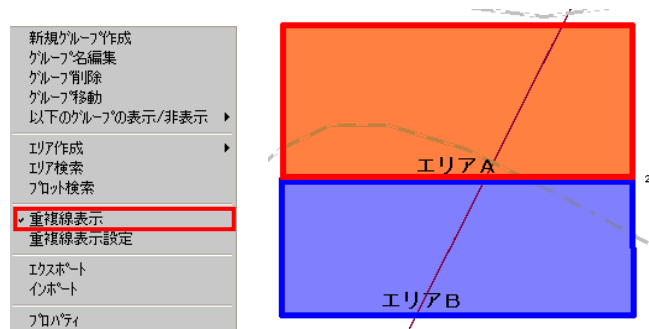 新規グループ作成
グループ名編集
グループ削除
グループ移動
以下のグループの表示/非表示
エリア作成
エリア検索
プロット検索
重複線表示
重複線表示設定
エクスポート
インポート
プロパティ
エリアA
2
エリアB